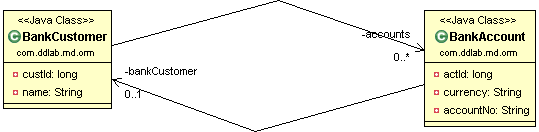 <<Java Class>>
BankCustomer
com.ddlab.md.orm
custId: long
name: String
-accounts
0..*
-bankCustomer
0..1
<<Java Class>>
BankAccount
com.ddlab.md.orm
actId: long
currency: String
accountNo: String